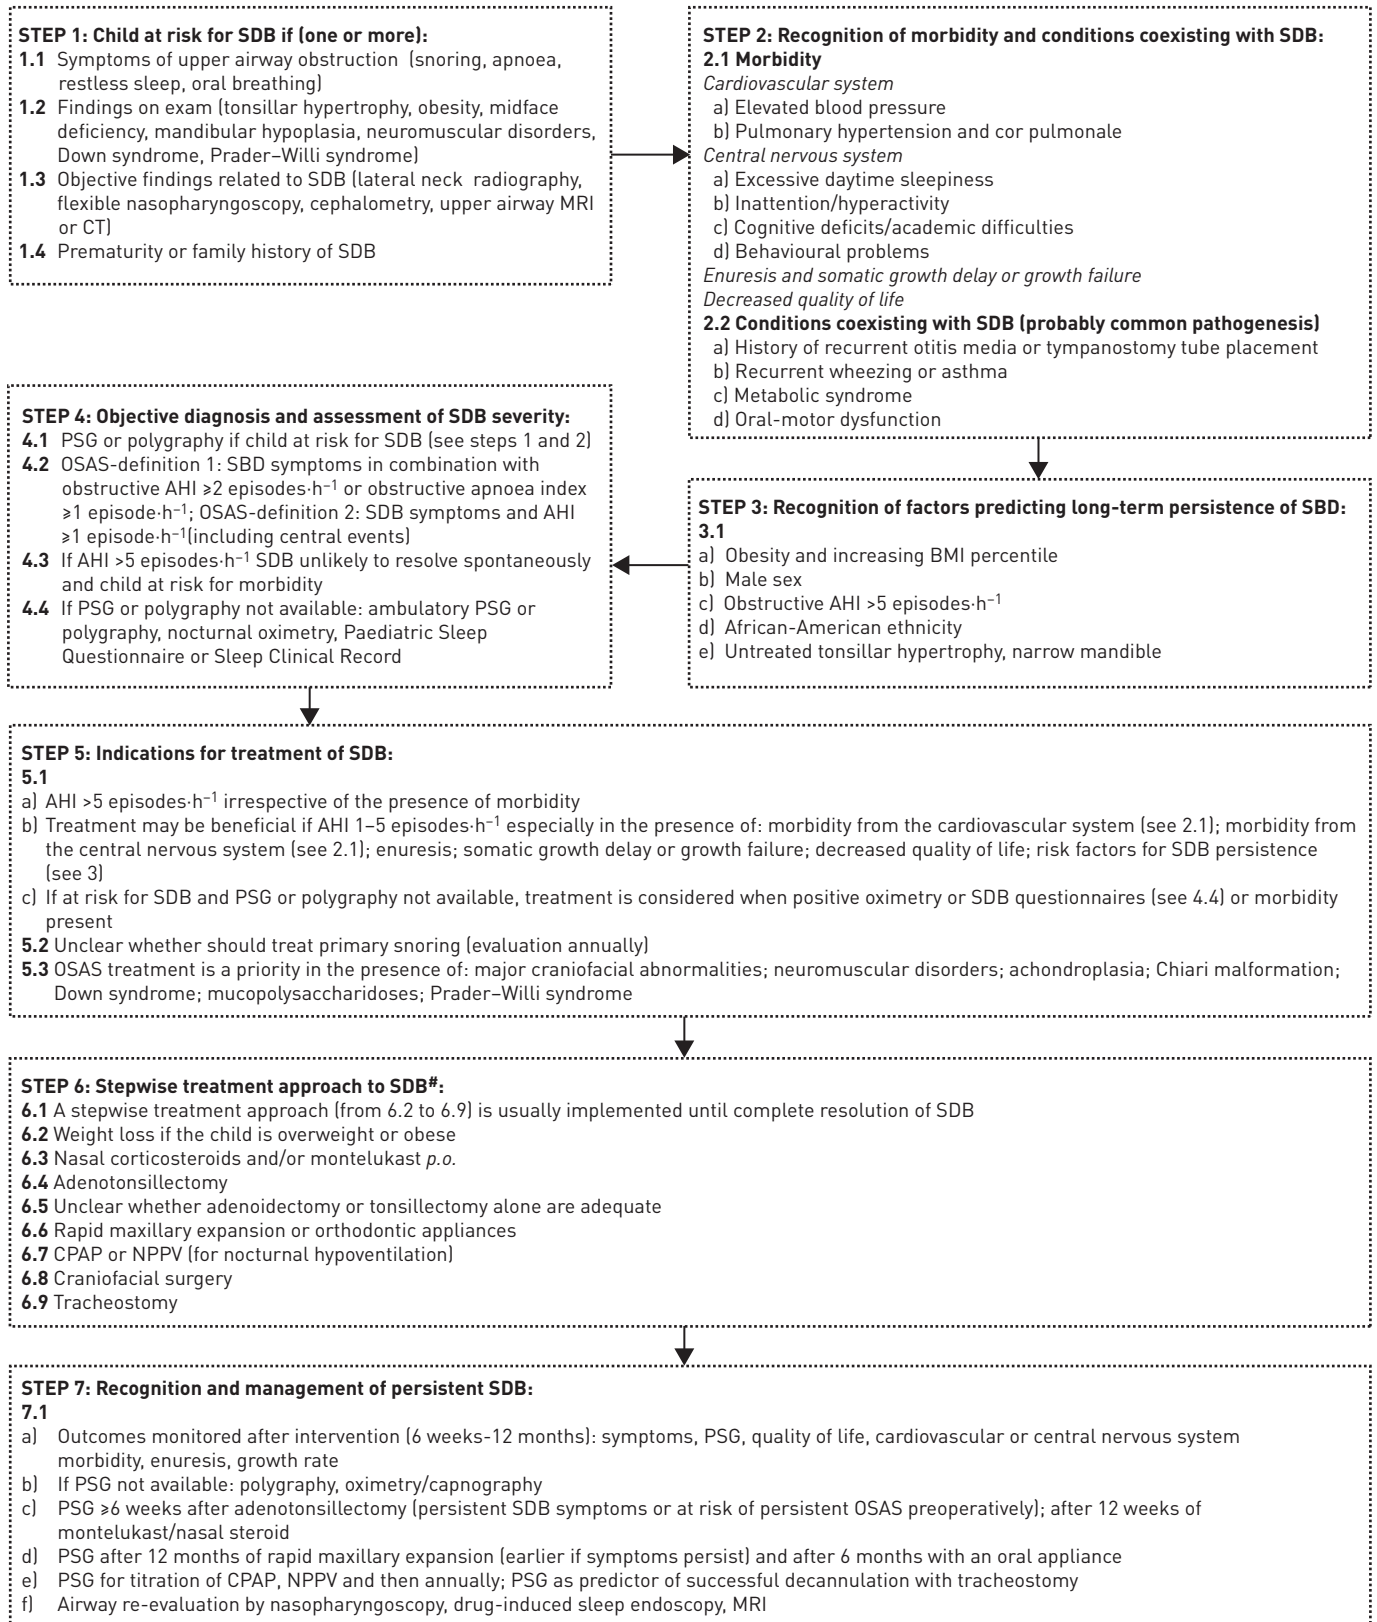 STEP 1: Child at risk for SDB if (one or more):
1.1 Symptoms of upper airway obstruction (snoring, apnoea,
restless sleep, oral breathing)
1.2 Findings on exam (tonsillar hypertrophy, obesity, midface
deficiency, mandibular hypoplasia, neuromuscular disorders,
Down syndrome, Prader–Willi syndrome)
1.3 Objective findings related to SDB (lateral neck radiography,
flexible nasopharyngoscopy, cephalometry, upper airway MRI
or CT)
1.4 Prematurity or family history of SDB
STEP 2: Recognition of morbidity and conditions coexisting with SDB:
2.1 Morbidity
Cardiovascular system
a) Elevated blood pressure
b) Pulmonary hypertension and cor pulmonale
Central nervous system
a) Excessive daytime sleepiness
b) Inattention/hyperactivity
c) Cognitive deficits/academic difficulties
d) Behavioural problems
Enuresis and somatic growth delay or growth failure
Decreased quality of life
2.2 Conditions coexisting with SDB (probably common pathogenesis)
a) History of recurrent otitis media or tympanostomy tube placement
b) Recurrent wheezing or asthma
c) Metabolic syndrome
d) Oral-motor dysfunction
STEP 3: Recognition of factors predicting long-term persistence of SBD:
3.1
a) Obesity and increasing BMI percentile
b) Male sex
c) Obstructive AHI >5 episodes·h⁻¹
d) African-American ethnicity
e) Untreated tonsillar hypertrophy, narrow mandible
STEP 4: Objective diagnosis and assessment of SDB severity:
4.1 PSG or polygraphy if child at risk for SDB (see steps 1 and 2)
4.2 OSAS-definition 1: SBD symptoms in combination with
obstructive AHI ⩾2 episodes·h⁻¹ or obstructive apnoea index
⩾1 episode·h⁻¹; OSAS-definition 2: SDB symptoms and AHI
⩾1 episode·h⁻¹(including central events)
4.3 If AHI >5 episodes·h⁻¹ SDB unlikely to resolve spontaneously
and child at risk for morbidity
4.4 If PSG or polygraphy not available: ambulatory PSG or
polygraphy, nocturnal oximetry, Paediatric Sleep
Questionnaire or Sleep Clinical Record
STEP 5: Indications for treatment of SDB:
5.1
a) AHI >5 episodes·h⁻¹ irrespective of the presence of morbidity
b) Treatment may be beneficial if AHI 1–5 episodes·h⁻¹ especially in the presence of: morbidity from the cardiovascular system (see 2.1); morbidity from
the central nervous system (see 2.1); enuresis; somatic growth delay or growth failure; decreased quality of life; risk factors for SDB persistence
(see 3)
c) If at risk for SDB and PSG or polygraphy not available, treatment is considered when positive oximetry or SDB questionnaires (see 4.4) or morbidity
present
5.2 Unclear whether should treat primary snoring (evaluation annually)
5.3 OSAS treatment is a priority in the presence of: major craniofacial abnormalities; neuromuscular disorders; achondroplasia; Chiari malformation;
Down syndrome; mucopolysaccharidoses; Prader–Willi syndrome
STEP 6: Stepwise treatment approach to SDB#:
6.1 A stepwise treatment approach (from 6.2 to 6.9) is usually implemented until complete resolution of SDB
6.2 Weight loss if the child is overweight or obese
6.3 Nasal corticosteroids and/or montelukast p.o.
6.4 Adenotonsillectomy
6.5 Unclear whether adenoidectomy or tonsillectomy alone are adequate
6.6 Rapid maxillary expansion or orthodontic appliances
6.7 CPAP or NPPV (for nocturnal hypoventilation)
6.8 Craniofacial surgery
6.9 Tracheostomy
STEP 7: Recognition and management of persistent SDB:
7.1
a) Outcomes monitored after intervention (6 weeks-12 months): symptoms, PSG, quality of life, cardiovascular or central nervous system
morbidity, enuresis, growth rate
b) If PSG not available: polygraphy, oximetry/capnography
c) PSG ⩾6 weeks after adenotonsillectomy (persistent SDB symptoms or at risk of persistent OSAS preoperatively); after 12 weeks of
montelukast/nasal steroid
d) PSG after 12 months of rapid maxillary expansion (earlier if symptoms persist) and after 6 months with an oral appliance
e) PSG for titration of CPAP, NPPV and then annually; PSG as predictor of successful decannulation with tracheostomy
f) Airway re-evaluation by nasopharyngoscopy, drug-induced sleep endoscopy, MRI